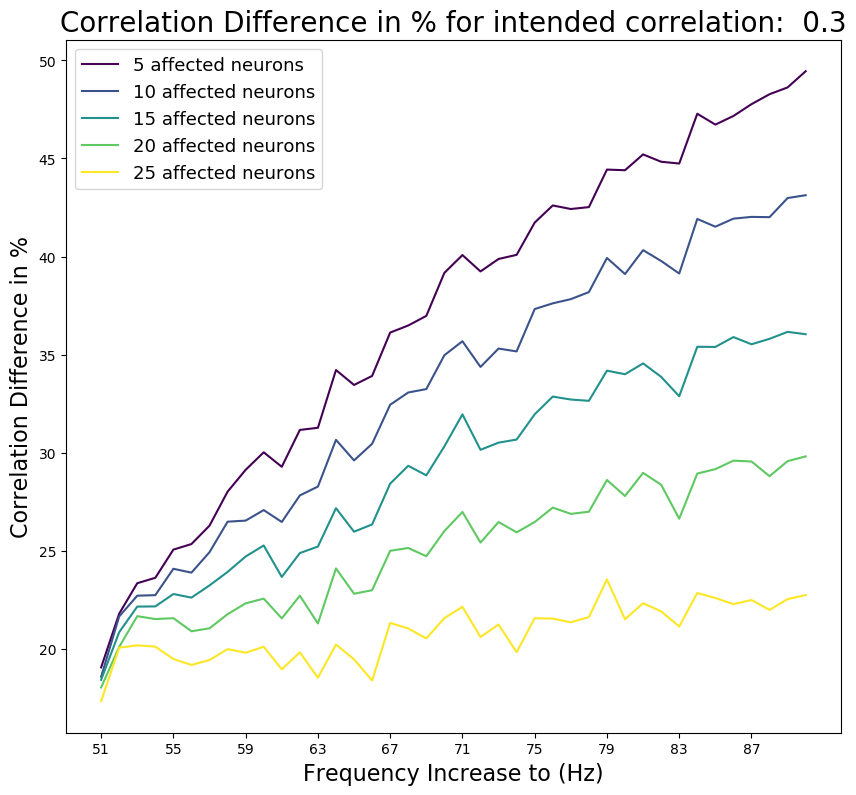 Correlation Difference in % for intended correlation:  0.3
50
45
40
35
30
25
20
Correlation Difference in %
5 affected neurons
10 affected neurons
15 affected neurons
20 affected neurons
25 affected neurons
51 55 59 63 67 71 75 79 83 87
Frequency Increase to (Hz)